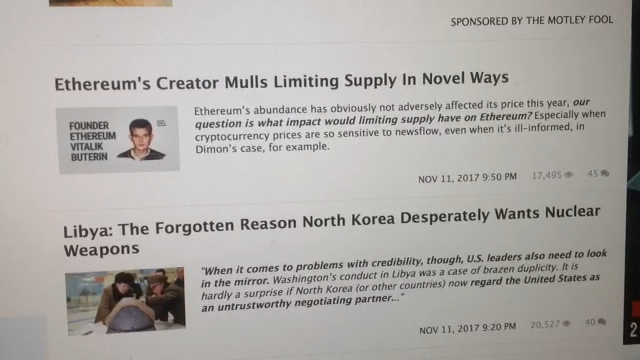 SPONSORED BY THE MOTLEY FOOL
Ethereum's Creator Mulls Limiting Supply In Novel Ways
FOUNDER
ETHEREUM
VITALIK
BUTERIN
Ethereum's abundance has obviously not adversely affected its price this year, our
question is what impact would limiting supply have on Ethereum? Especially when
cryptocurrency prices are so sensitive to newsflow, even when it's ill-informed, in
Dimon's case, for example.
NOV 11, 2017 9:50 PM 17,495 45
Libya: The Forgotten Reason North Korea Desperately Wants Nuclear
Weapons
"When it comes to problems with credibility, though, U.S. leaders also need to look
in the mirror. Washington's conduct in Libya was a case of brazen duplicity. It is
hardly a surprise if North Korea (or other countries) now regard the United States as
an untrustworthy negotiating partner..."
NOV 11, 2017 9:20 PM 20,527 40
2